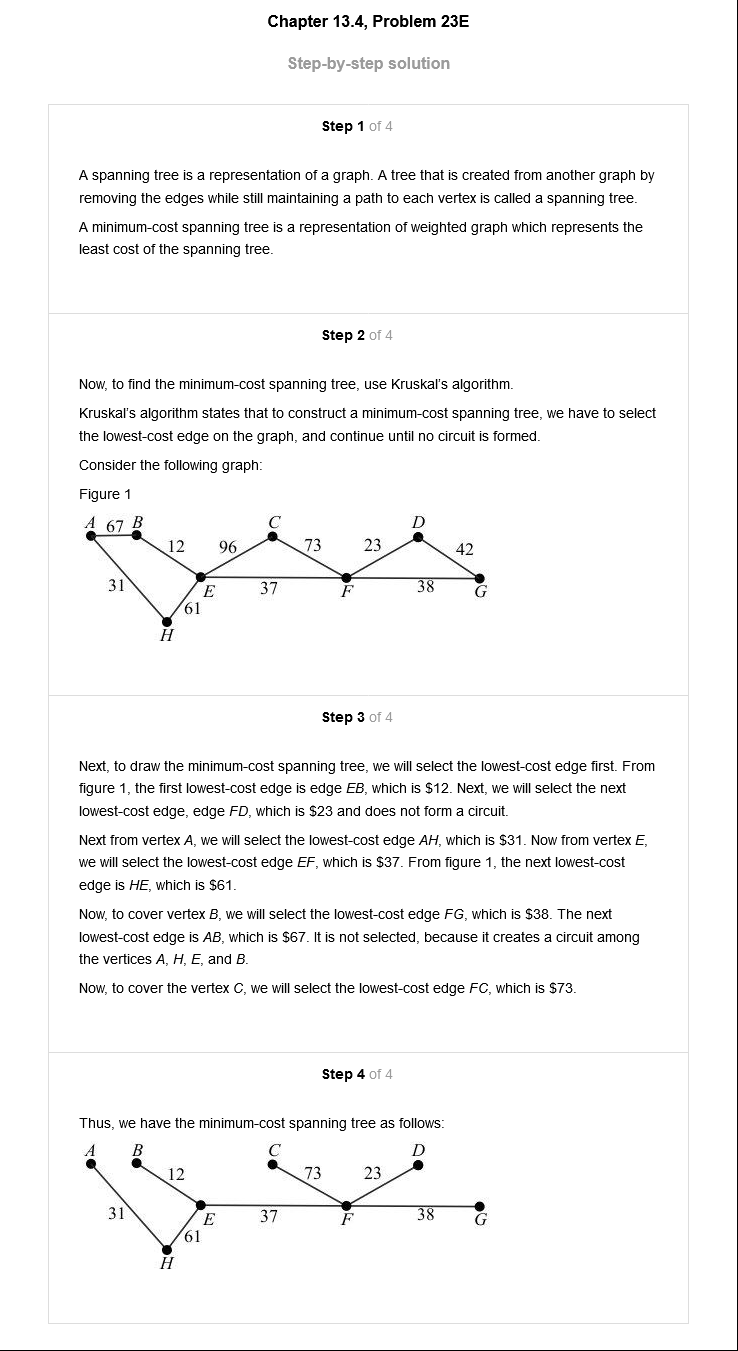 Chapter 13.4, Problem 23E
Step-by-step solution
Step 1 of 4
A spanning tree is a representation of a graph. A tree that is created from another graph by
removing the edges while still maintaining a path to each vertex is called a spanning tree.
A minimum-cost spanning tree is a representation of weighted graph which represents the
least cost of the spanning tree.
Step 2 of 4
Now, to find the minimum-cost spanning tree, use Kruskal's algorithm.
Kruskal's algorithm states that to construct a minimum-cost spanning tree, we have to select
the lowest-cost edge on the graph, and continue until no circuit is formed.
Consider the following graph:
Figure 1
A 67 B C D
12 96 73 23 42
31 E 37 F 38 G
61
H
Step 3 of 4
Next, to draw the minimum-cost spanning tree, we will select the lowest-cost edge first. From
figure 1, the first lowest-cost edge is edge EB, which is $12. Next, we will select the next
lowest-cost edge, edge FD, which is $23 and does not form a circuit.
Next from vertex A, we will select the lowest-cost edge AH, which is $31. Now from vertex E,
we will select the lowest-cost edge EF, which is $37. From figure 1, the next lowest-cost
edge is HE, which is $61.
Now, to cover vertex B, we will select the lowest-cost edge FG, which is $38. The next
lowest-cost edge is AB, which is $67. It is not selected, because it creates a circuit among
the vertices A, H, E, and B.
Now, to cover the vertex C, we will select the lowest-cost edge FC, which is $73.
Step 4 of 4
Thus, we have the minimum-cost spanning tree as follows:
A B C D
12 73 23
31 E 37 F 38 G
61
H